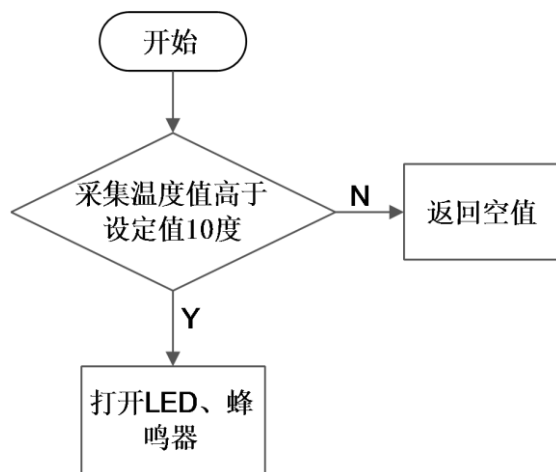 开始
采集温度值高于
设定值10度
N
返回空值
Y
打开LED、蜂
鸣器